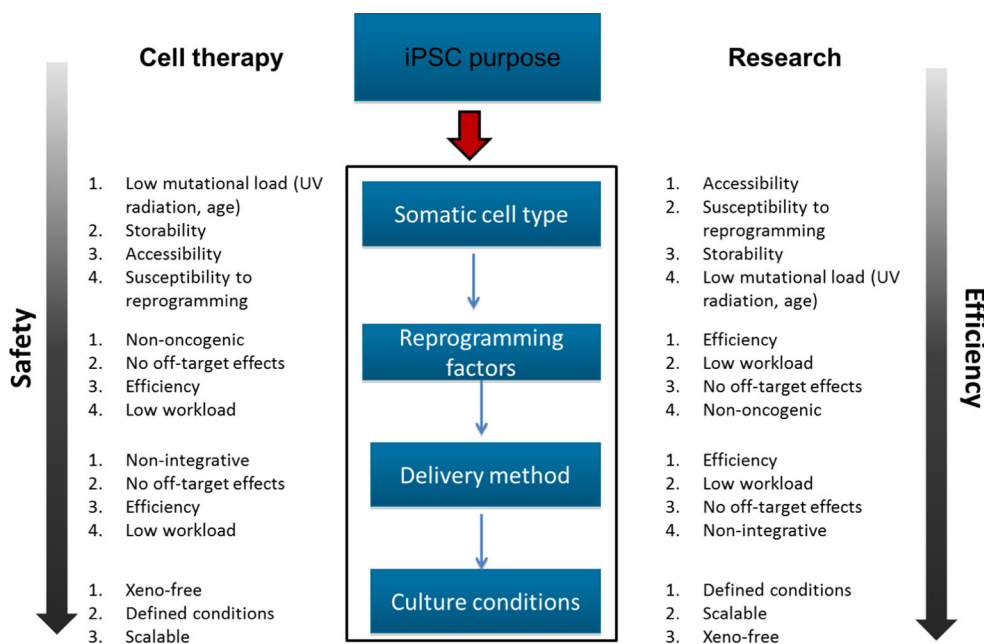 Cell therapy
iPSC purpose
Research
Safety
1. Low mutational load (UV
radiation, age)
2. Storability
3. Accessibility
4. Susceptibility to
reprogramming
1. Non-oncogenic
2. No off-target effects
3. Efficiency
4. Low workload
1. Non-integrative
2. No off-target effects
3. Efficiency
4. Low workload
1. Xeno-free
2. Defined conditions
3. Scalable
Somatic cell type
Reprogramming
factors
Delivery method
Culture conditions
1. Accessibility
2. Susceptibility to
reprogramming
3. Storability
4. Low mutational load (UV
radiation, age)
1. Efficiency
2. Low workload
3. No off-target effects
4. Non-oncogenic
1. Efficiency
2. Low workload
3. No off-target effects
4. Non-integrative
1. Defined conditions
2. Scalable
3. Xeno-free
Efficiency